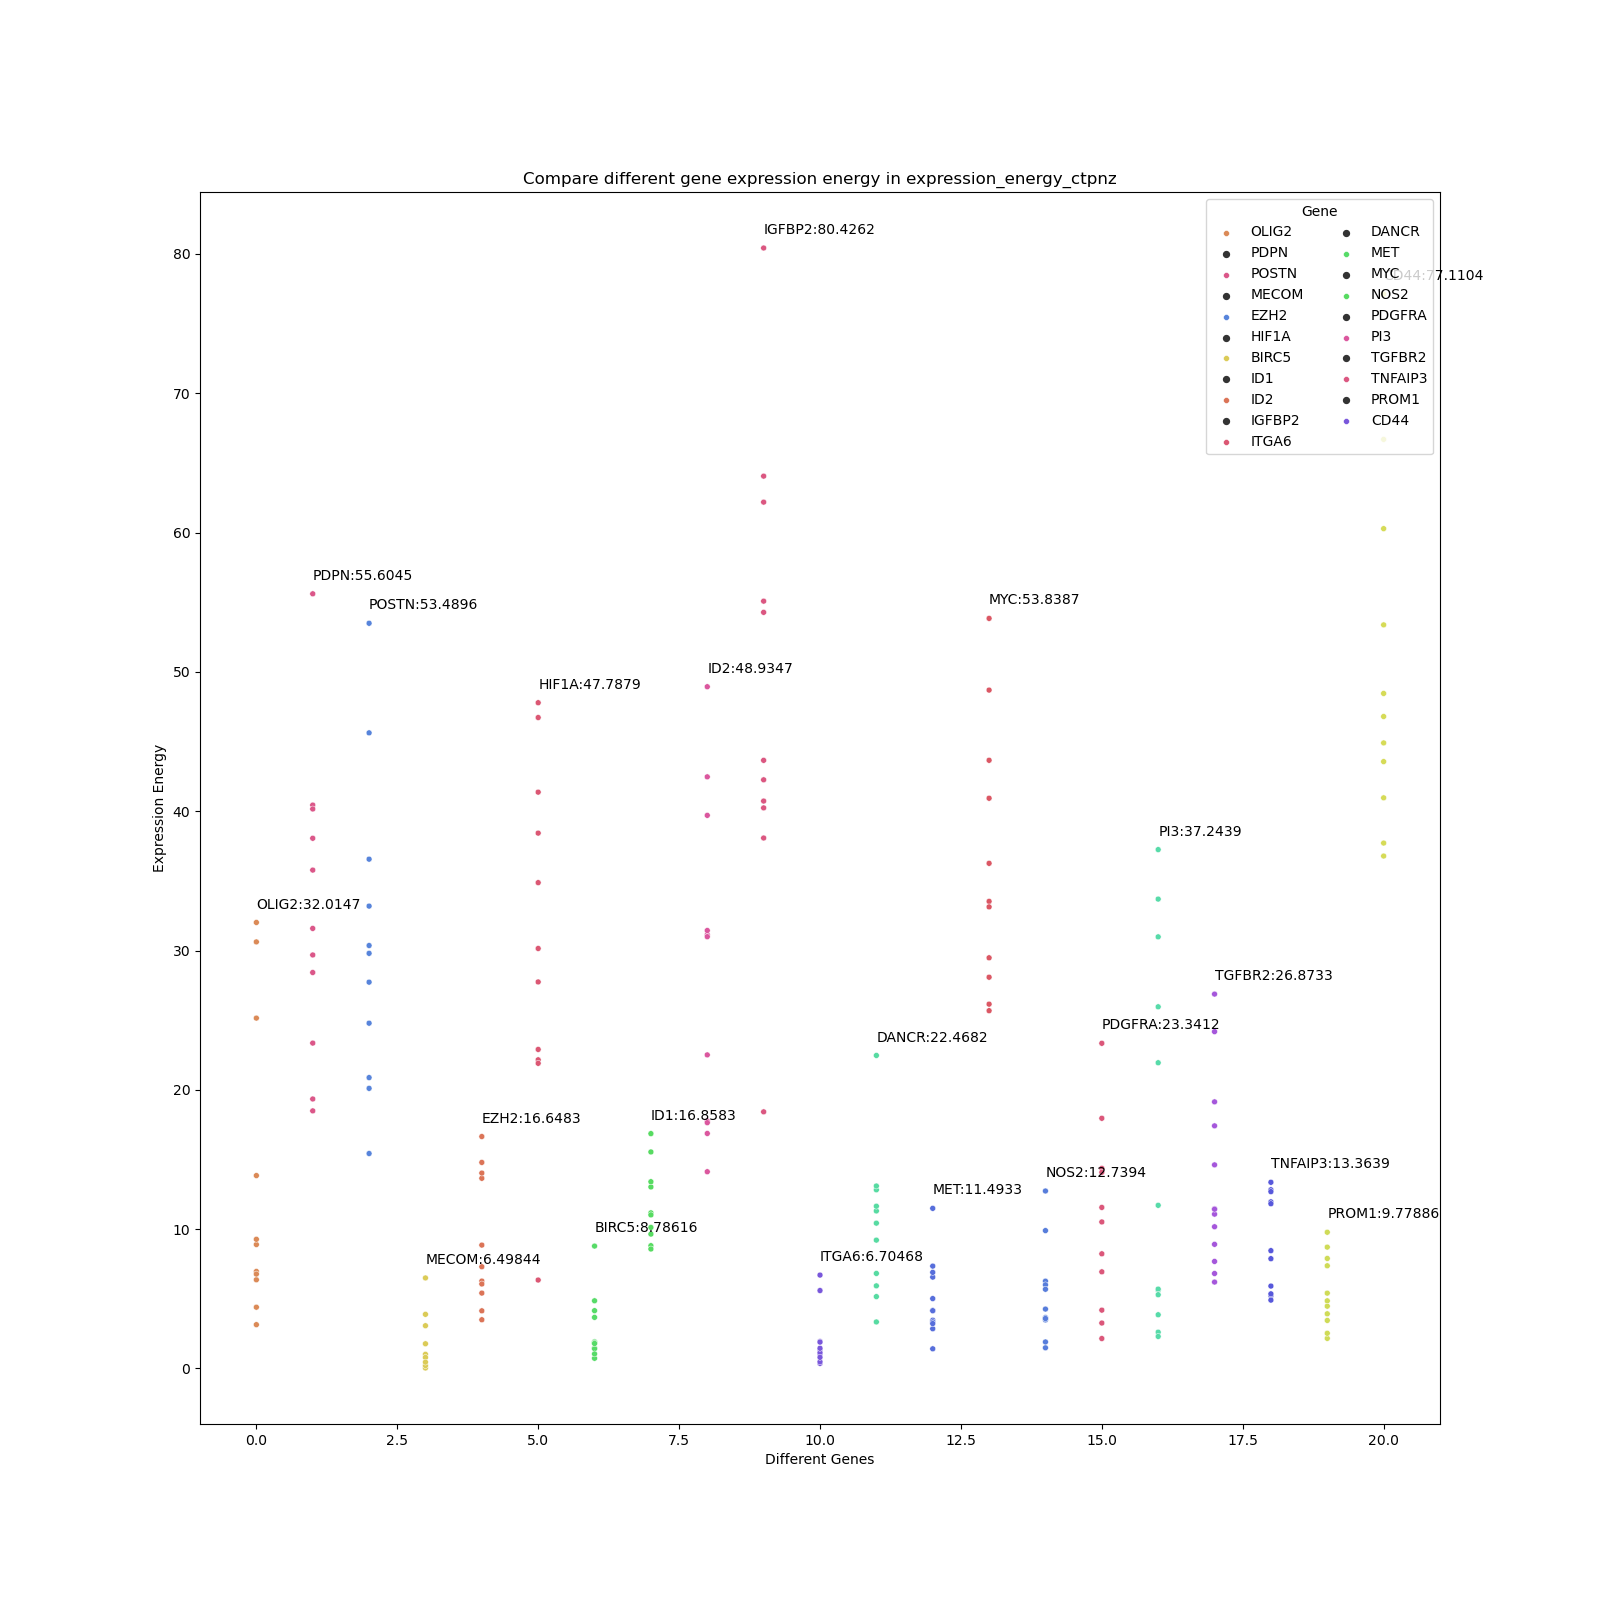 Compare different gene expression energy in expression_energy_ctpnz
Expression Energy
80
70
60
50
40
30
20
10
0
0.0
2.5
5.0
7.5
10.0
12.5
15.0
17.5
20.0
Different Genes
Gene
OLIG2
PDPN
POSTN
MECOM
EZH2
HIF1A
BIRC5
ID1
ID2
IGFBP2
ITGA6
DANCR
MET
MYC
NOS2
PDGFRA
PI3
TGFBR2
TNFAIP3
PROM1
CD44
OLIG2:32.0147
PDPN:55.6045
POSTN:53.4896
MECOM:6.49844
EZH2:16.6483
HIF1A:47.7879
BIRC5:8.78616
ID1:16.8583
ID2:48.9347
IGFBP2:80.4262
ITGA6:6.70468
DANCR:22.4682
MET:11.4933
MYC:53.8387
NOS2:12.7394
PDGFRA:23.3412
PI3:37.2439
TGFBR2:26.8733
TNFAIP3:13.3639
PROM1:9.77886
CD44:77.1104